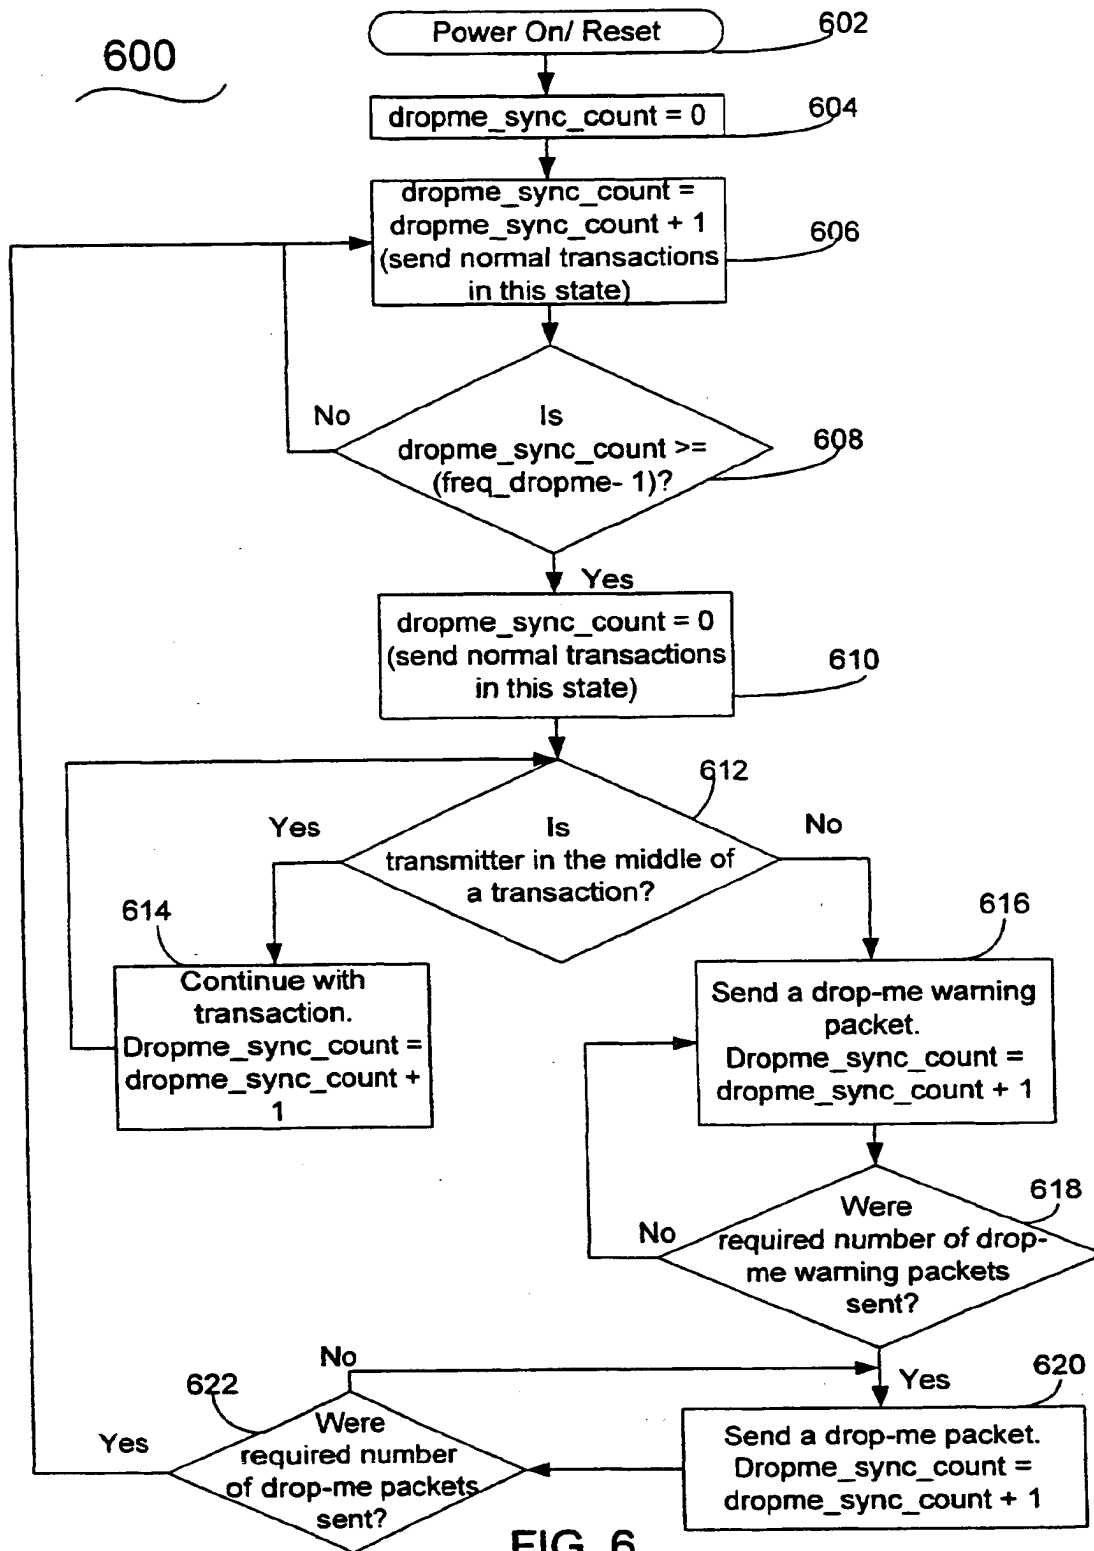 600
Power On/ Reset
602
dropme_sync_count = 0
604
dropme_sync_count =
dropme_sync_count + 1
(send normal transactions
in this state)
606
No
Is
dropme_sync_count >=
(freq_dropme- 1)?
608
Yes
dropme_sync_count = 0
(send normal transactions
in this state)
610
612
Yes
Is
transmitter in the middle of
a transaction?
No
614
Continue with
transaction.
Dropme_sync_count =
dropme_sync_count +
1
616
Send a drop-me warning
packet.
Dropme_sync_count =
dropme_sync_count + 1
618
No
Were
required number of drop-
me warning packets
sent?
Yes
620
Send a drop-me packet.
Dropme_sync_count =
dropme_sync_count + 1
No
622
Yes
Were
required number
of drop-me packets
sent?
FIG. 6